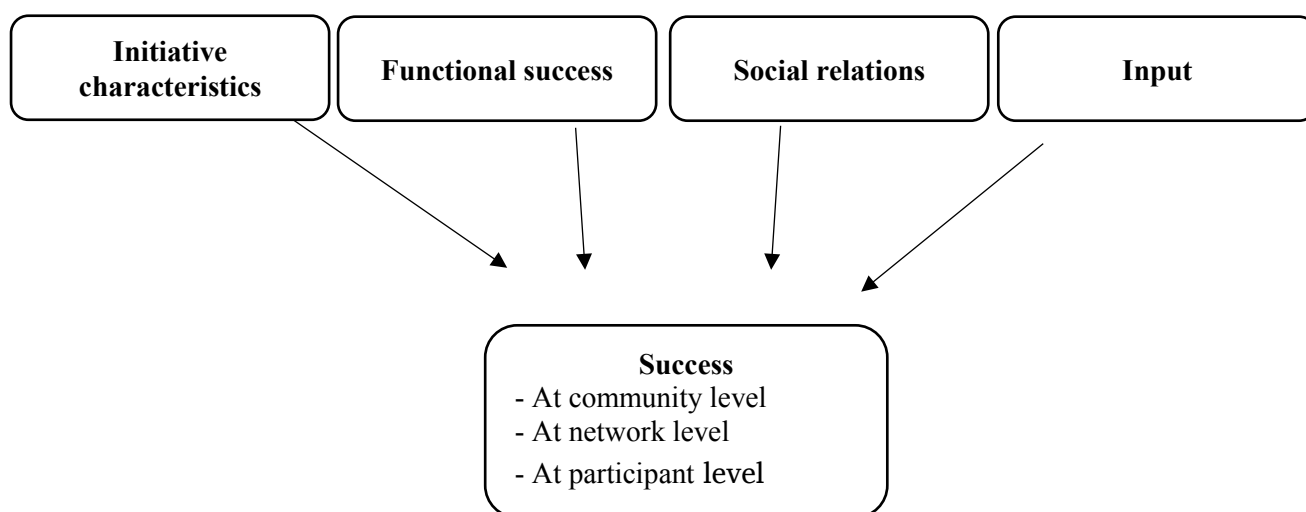 Initiative
characteristics
Functional success
Social relations
Input
Success
- At community level
- At network level
- At participant level